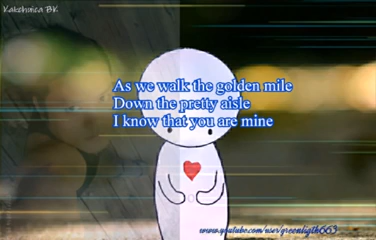 Kakehuica BK
As we walk the golden mile
Down the pretty aisle
I know that you are mine
www.youtube.com/user/greenligth663